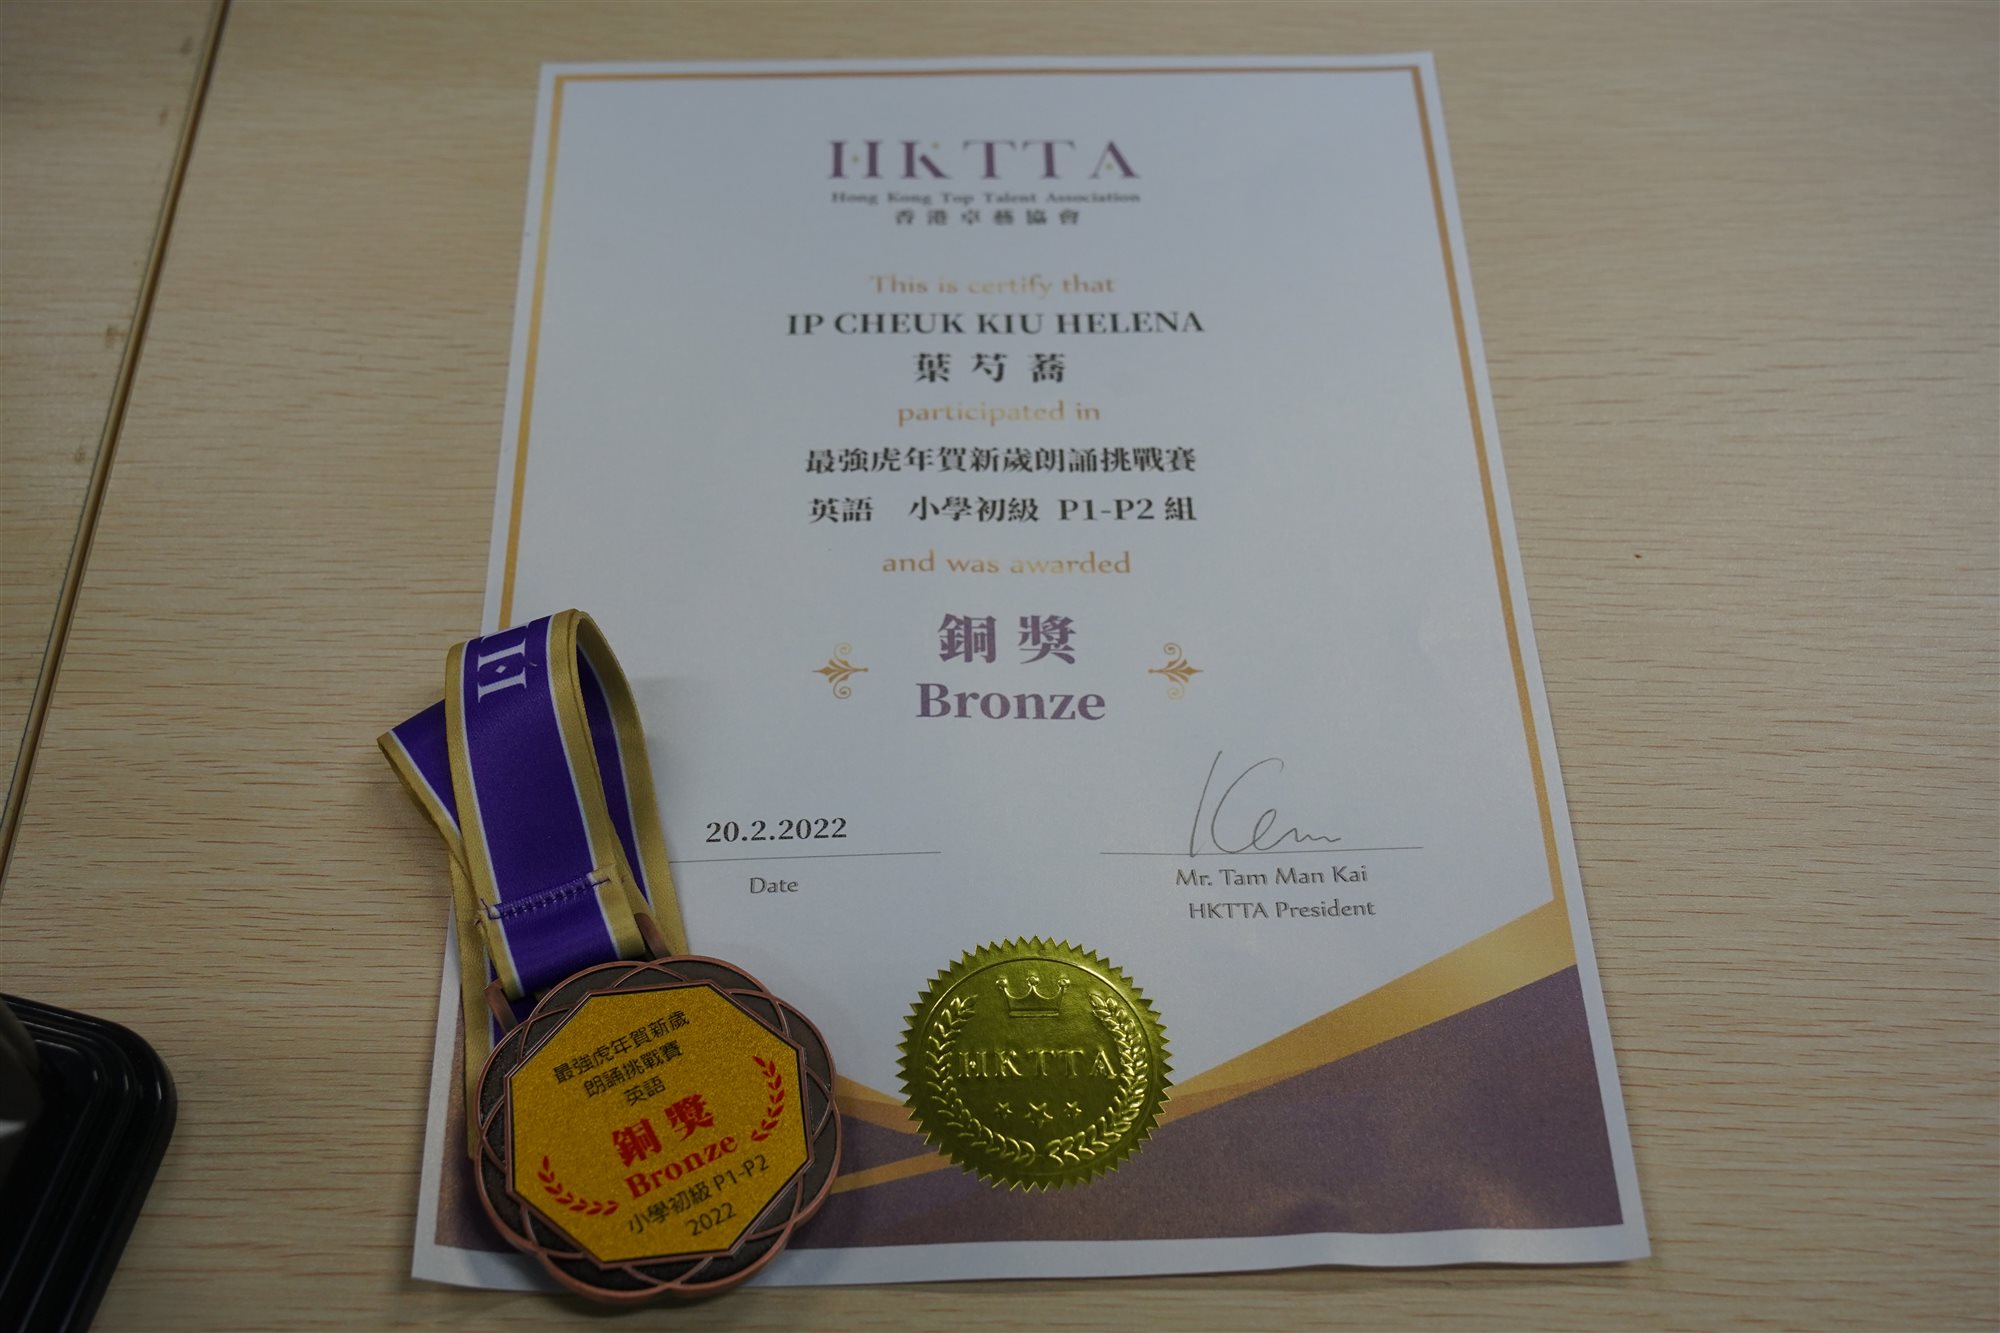 HKTTA
Hong Kong Top Talent Association
香港卓藝協會
This is certify that
IP CHEUK KIU HELENA
葉芍蕎
participated in
最強虎年賀新歲朗誦挑戰賽
英語 小學初級 P1-P2 組
and was awarded
銅獎
Bronze
20.2.2022
Date
Kem
Mr. Tam Man Kai
HKTTA President
HKTTA
最強虎年賀新歲
朗誦挑戰賽
英語
銅獎
Bronze
小學初級 P1-P2
2022